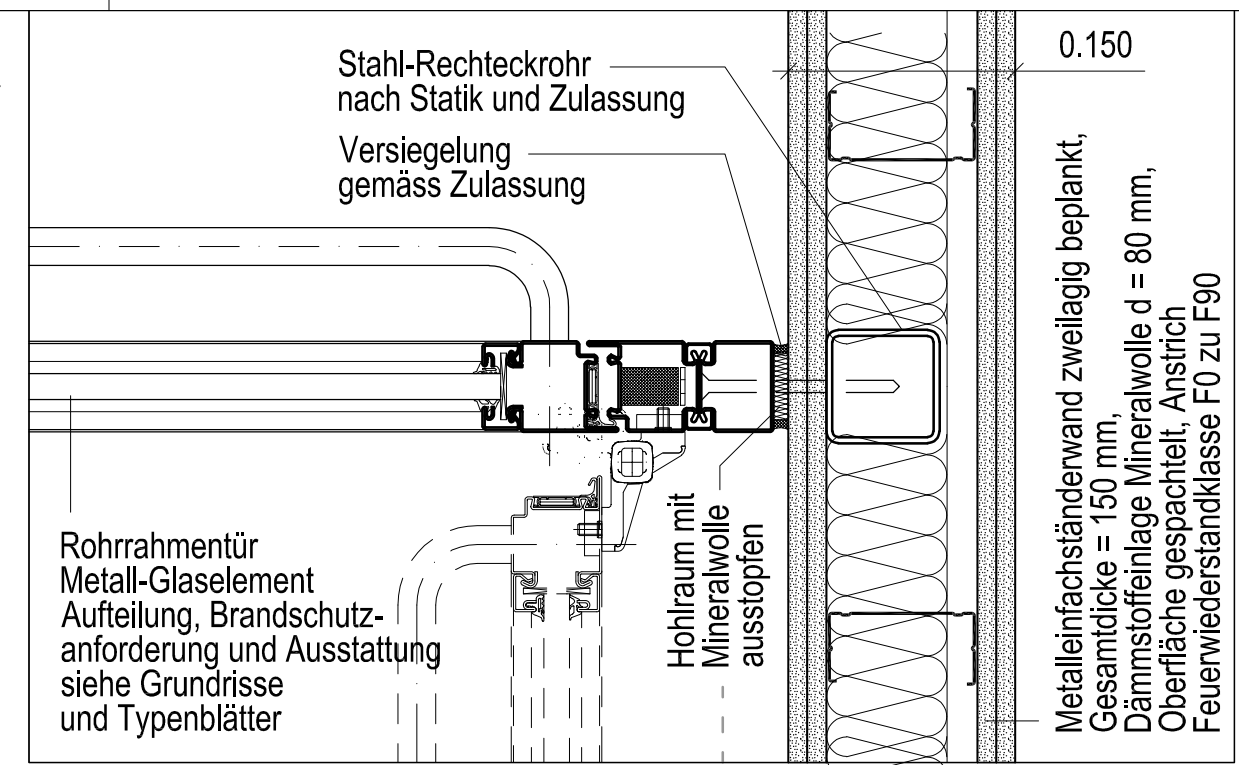 Stahl-Rechteckrohr
nach Statik und Zulassung
Versiegelung
gemäss Zulassung
0.150
Rohrrahmentür
Metall-Glaselement
Aufteilung, Brandschutz-
anforderung und Ausstattung
siehe Grundrisse
und Typenblätter
Hohlraum mit
Mineralwolle
ausstopfen
Metalleinfachständerwand zweilagig beplankt,
Gesamtdicke = 150 mm,
Dämmstoffeinlage Mineralwolle d = 80 mm,
Oberfläche gespachtelt, Anstrich
Feuerwiederstandklasse F0 zu F90